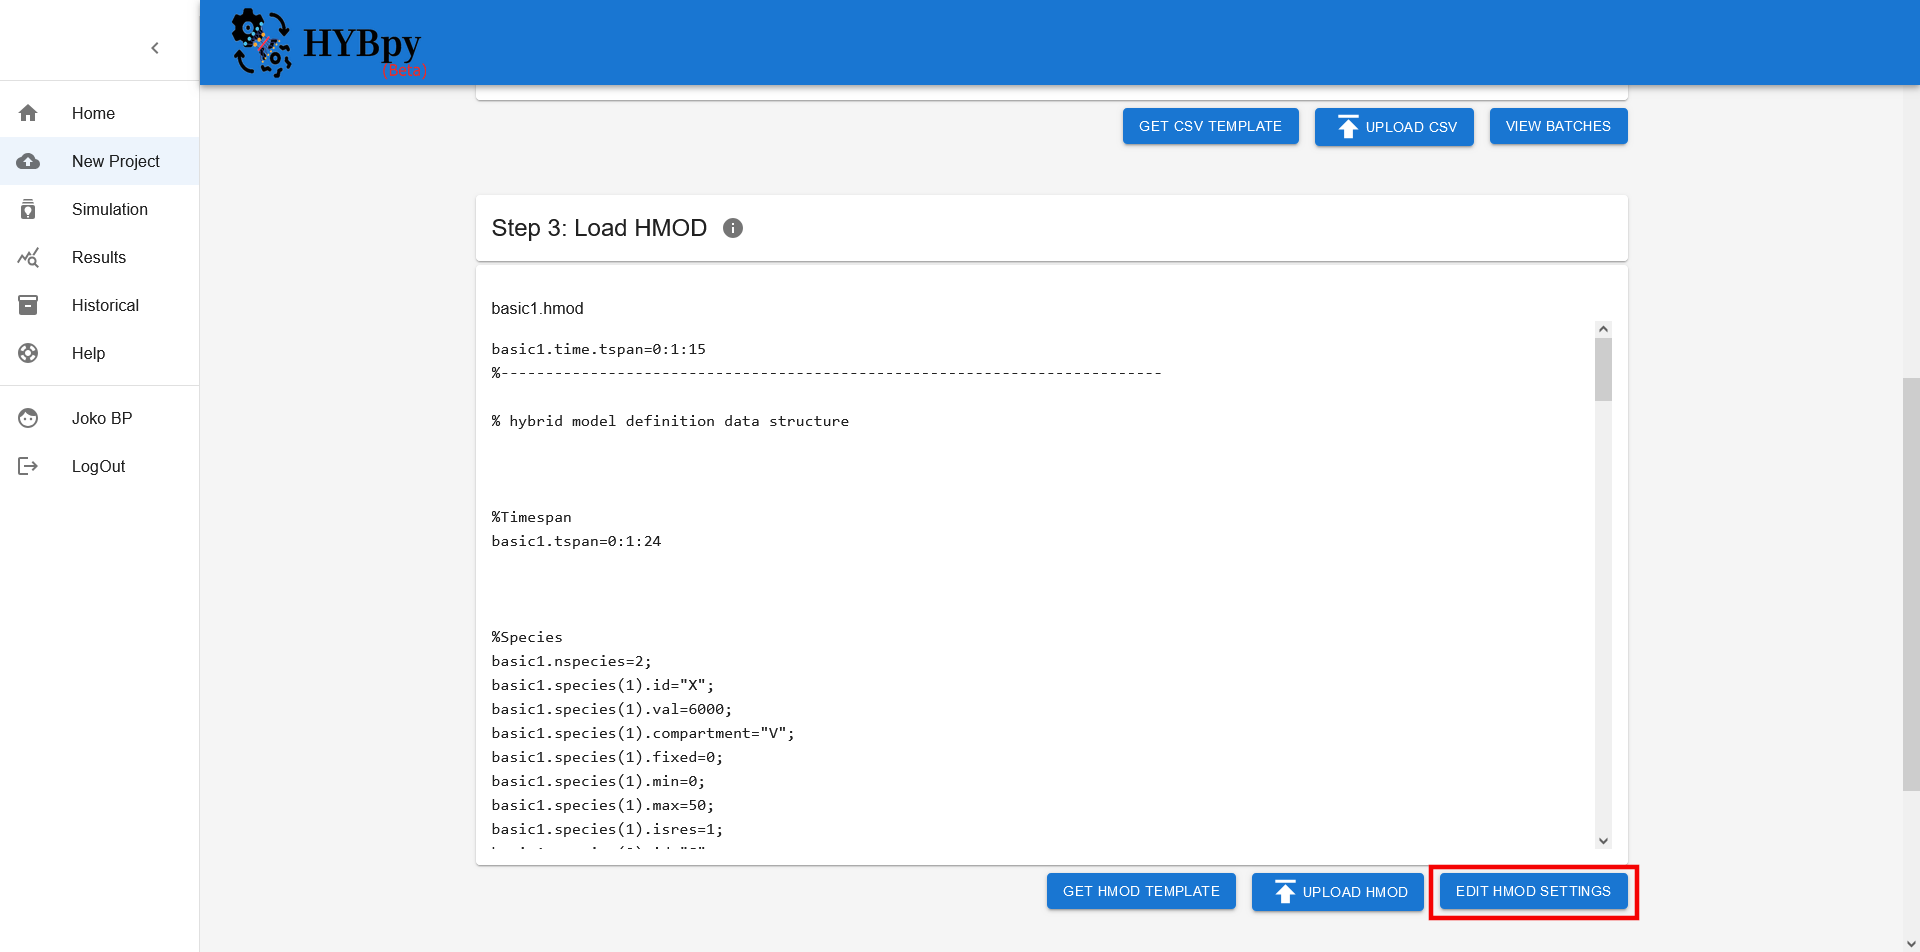 HYBpy
(Beta)
Home
New Project
Simulation
Results
Historical
Help
Joko BP
LogOut
GET CSV TEMPLATE
UPLOAD CSV
VIEW BATCHES
Step 3: Load HMOD
basic1.hmod
basic1.time.tspan=0:1:15
%--------------------------------------------------------------------------
% hybrid model definition data structure
%Timespan
basic1.tspan=0:1:24
%Species
basic1.nspecies=2;
basic1.species(1).id="X";
basic1.species(1).val=6000;
basic1.species(1).compartment="V";
basic1.species(1).fixed=0;
basic1.species(1).min=0;
basic1.species(1).max=50;
basic1.species(1).isres=1;
GET HMOD TEMPLATE
UPLOAD HMOD
EDIT HMOD SETTINGS